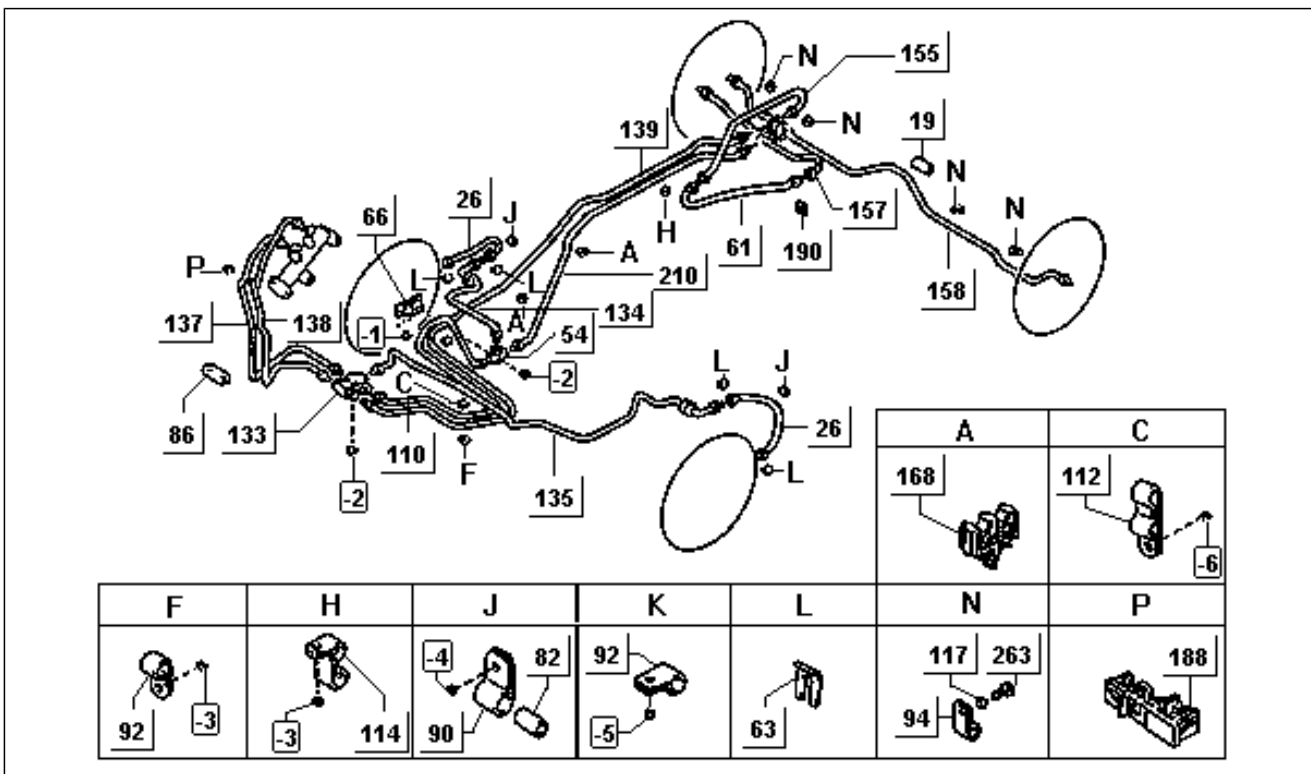 N 155
139 N 19
N
66 26 J N
157
P L H 61 190
A
L 210 158
137 138 A 134
-1 54
-2 L J
C
86 133 110 26
F L
-2 135
A C
168 112
-6
F H J K L N P
-4 82 92 117 263 188
92 -3 -3 114 90 -5 63 94